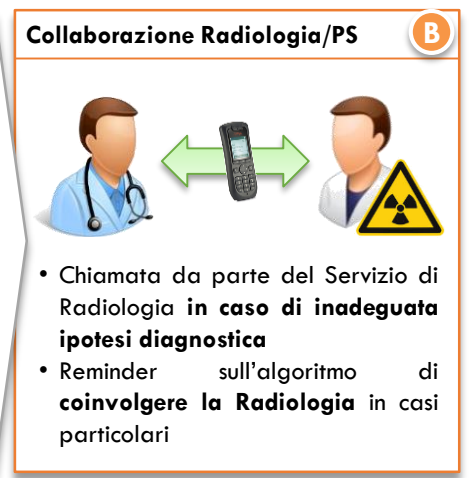 Collaborazione Radiologia/PS
B
• Chiamata da parte del Servizio di
Radiologia in caso di inadeguata
ipotesi diagnostica
• Reminder sull’algoritmo di
coinvolgere la Radiologia in casi
particolari